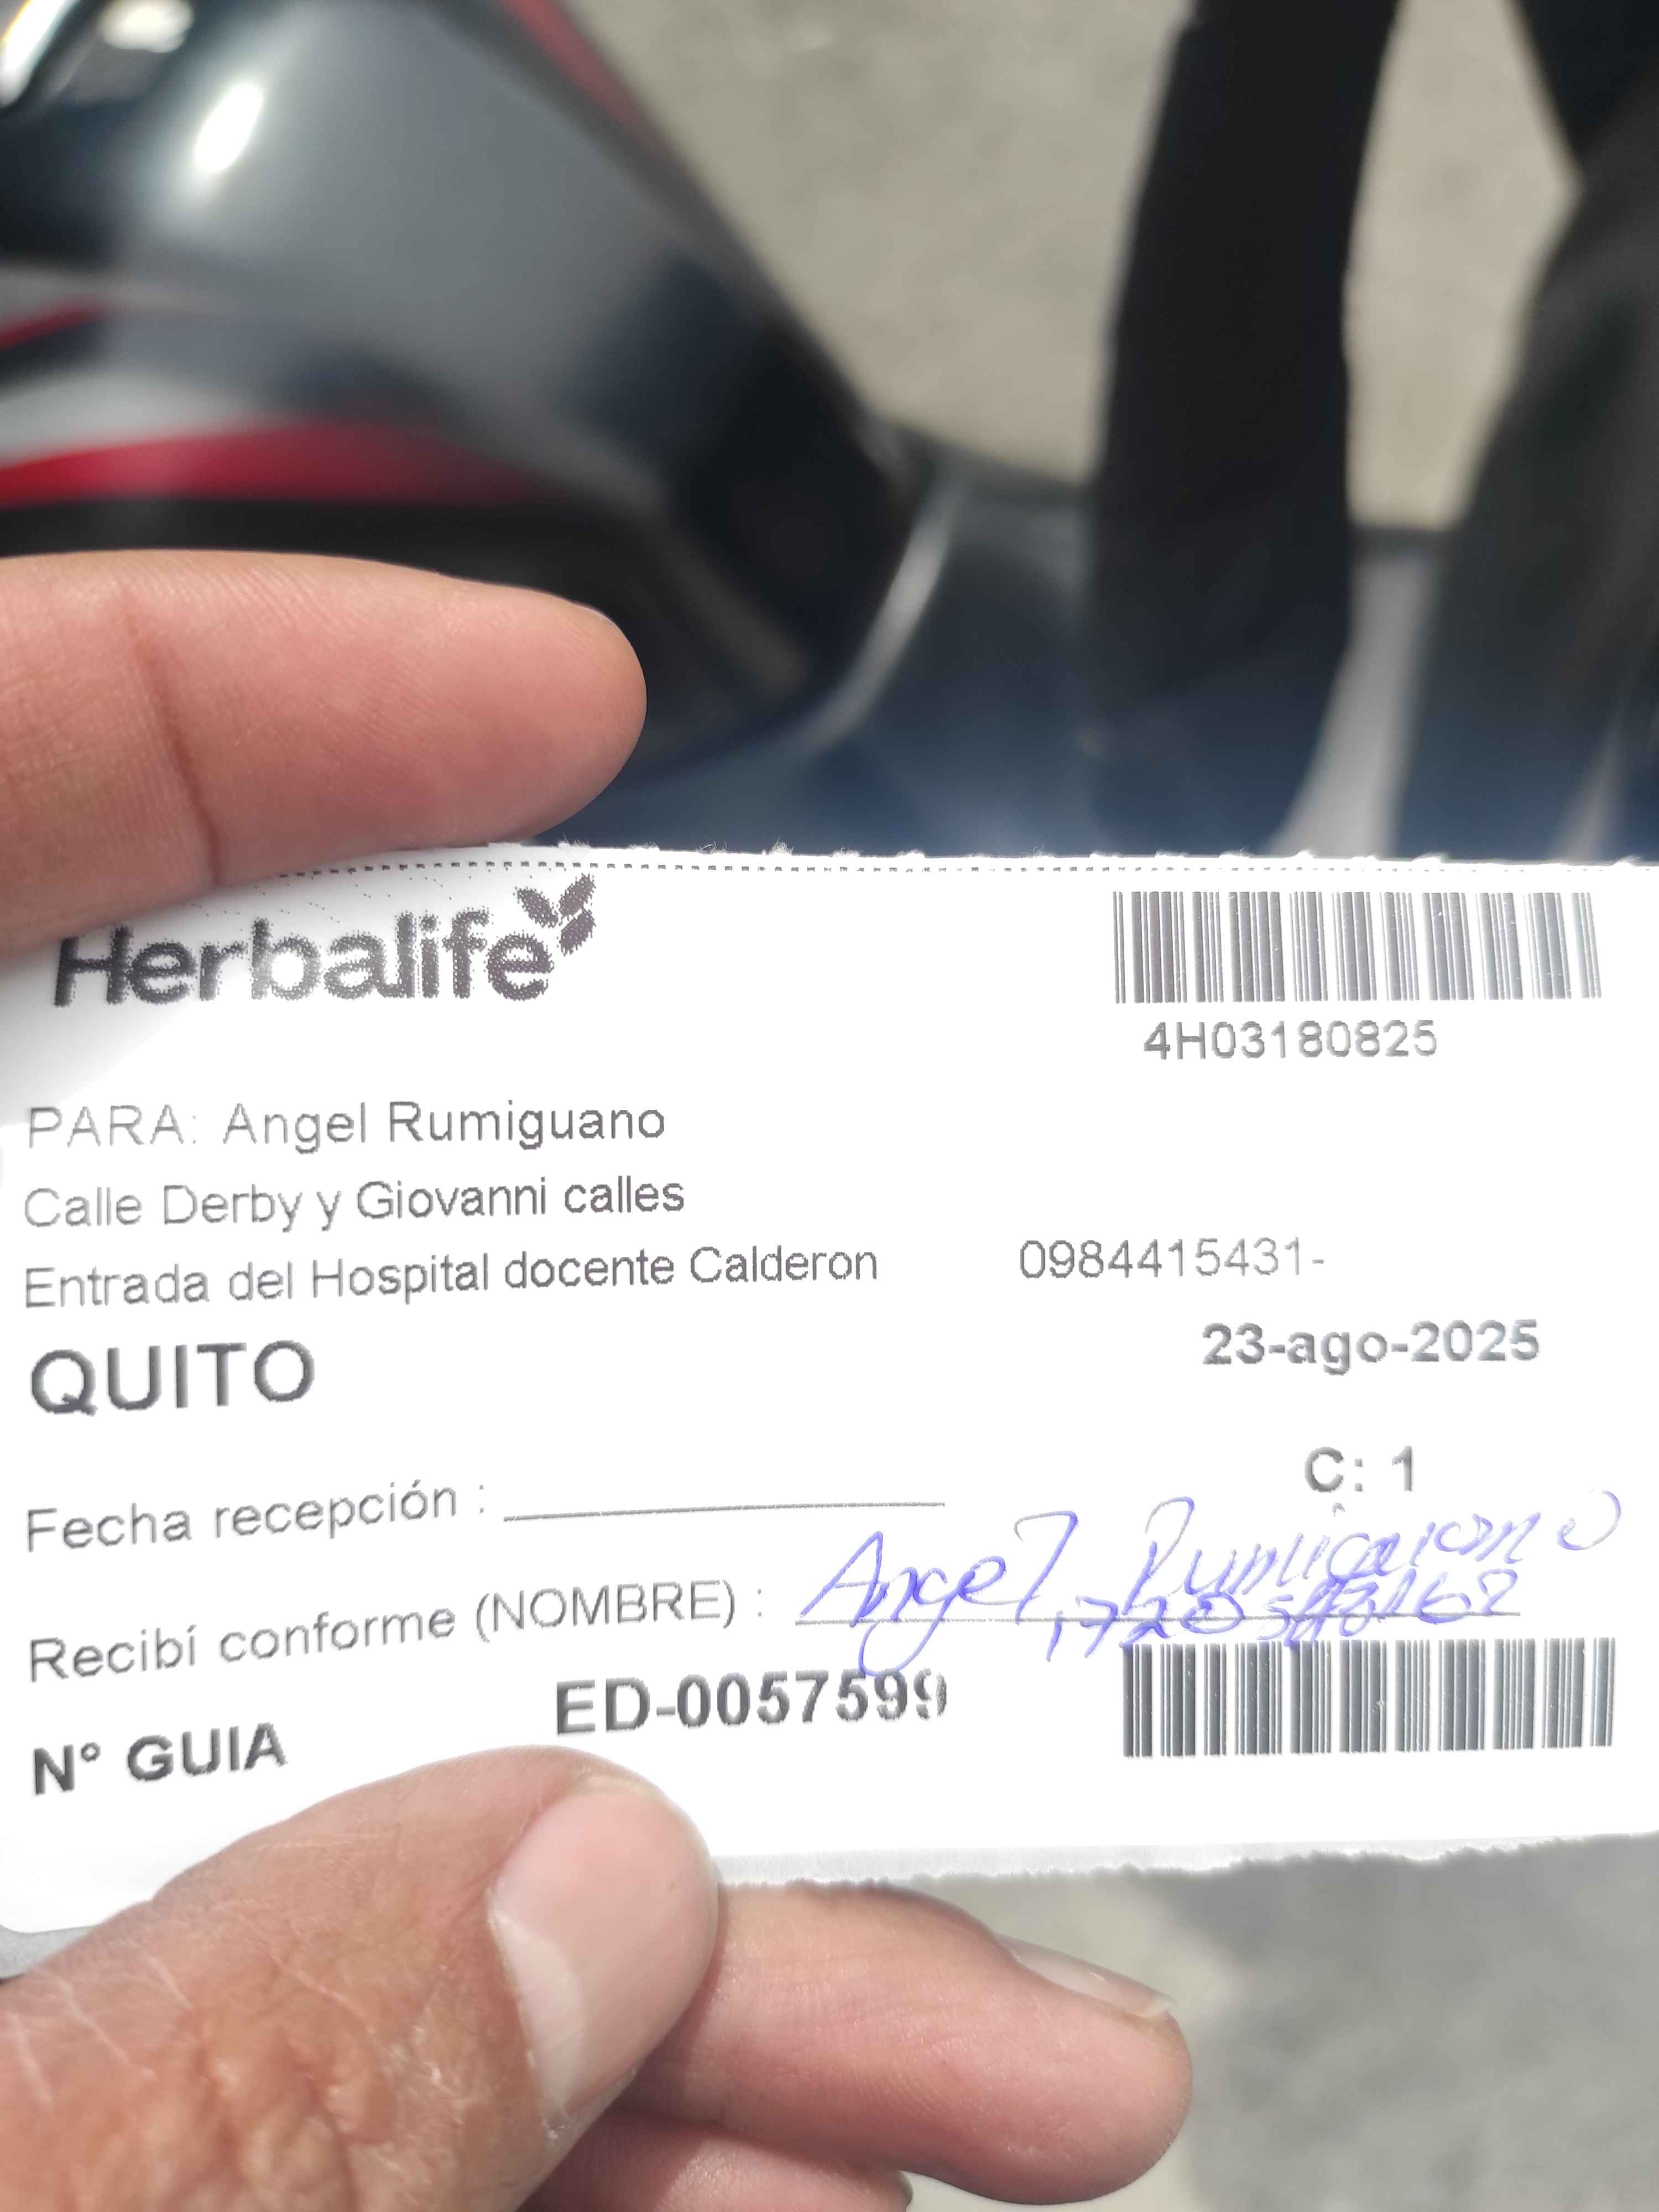 Herbalife
4H03180825
PARA: Angel Rumiguano
Calle Derby y Giovanni calles
Entrada del Hospital docente Calderon 0984415431-
QUITO 23-ago-2025
C: 1
Fecha recepción :
Recibí conforme (NOMBRE) : Angel Rumiguano
N° GUIA ED-0057599